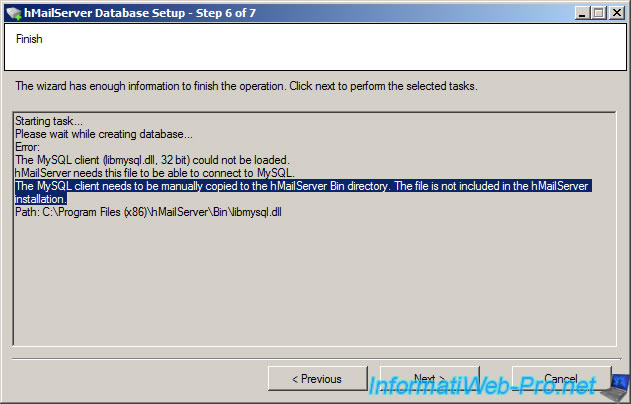 hMailServer Database Setup - Step 6 of 7
Finish
The wizard has enough information to finish the operation. Click next to perform the selected tasks.
Starting task...
Please wait while creating database...
Error:
The MySQL client (libmysql.dll, 32 bit) could not be loaded.
hMailServer needs this file to be able to connect to MySQL.
The MySQL client needs to be manually copied to the hMailServer Bin directory. The file is not included in the hMailServer
installation.
Path: C:\Program Files (x86)\hMailServer\Bin\libmysql.dll
< Previous
Next >
Cancel
InformatiWeb-Pro.net